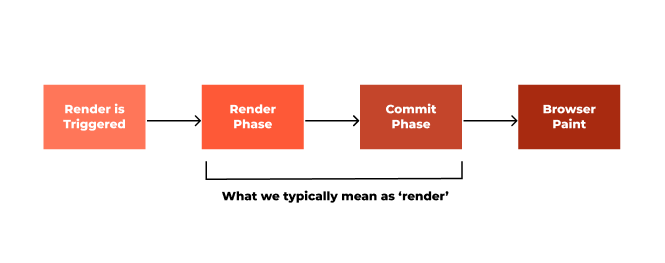 Render is
Triggered
Render
Phase
Commit
Phase
Browser
Paint
What we typically mean as ‘render’